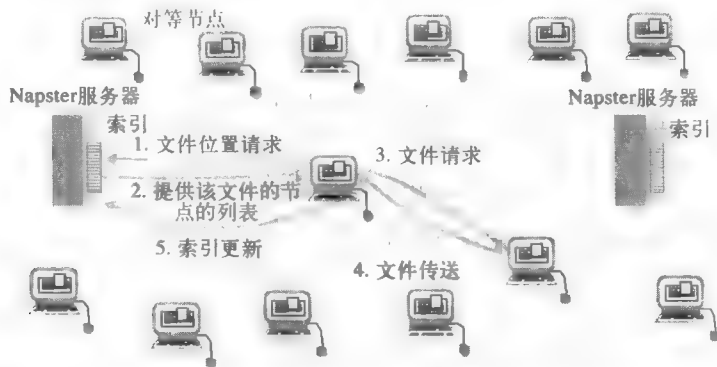 对等节点
Napster服务器
索引
1. 文件位置请求
2. 提供该文件的节
点的列表
5. 索引更新
3. 文件请求
4. 文件传送
Napster服务器
索引